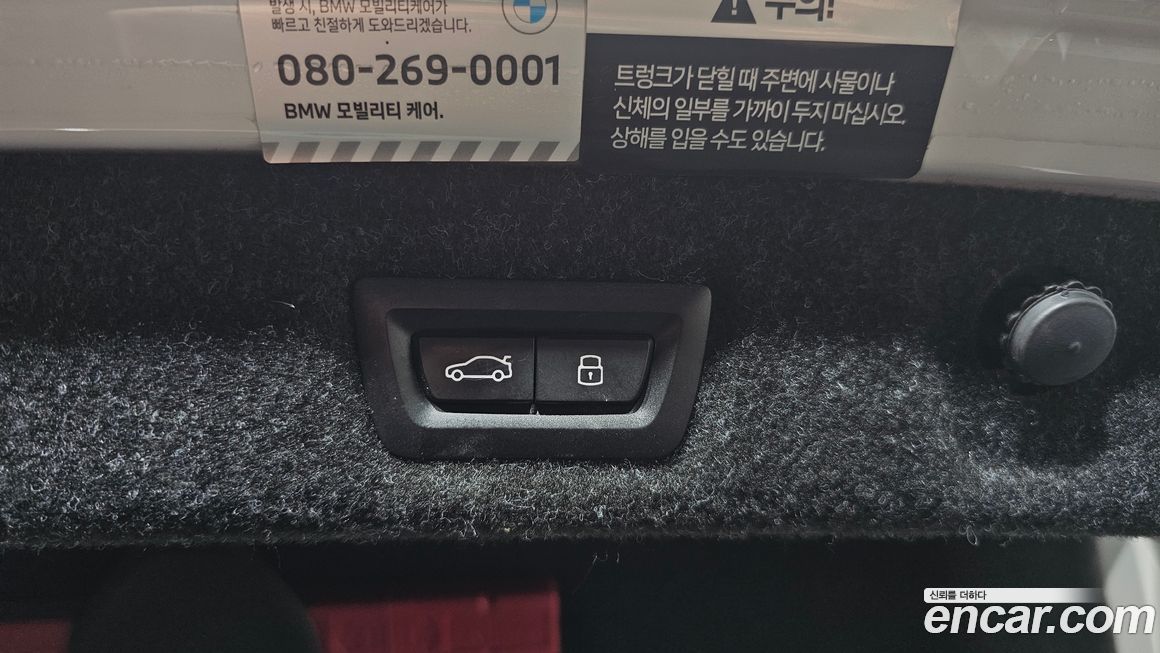 발생 시, BMW 모빌리티케어가
빠르고 친절하게 도와드리겠습니다.
080-269-0001
BMW 모빌리티 케어.
주의!
트렁크가 닫힐 때 주변에 사물이나
신체의 일부를 가까이 두지 마십시오.
상해를 입을 수도 있습니다.
신뢰를 더하다
encar.com